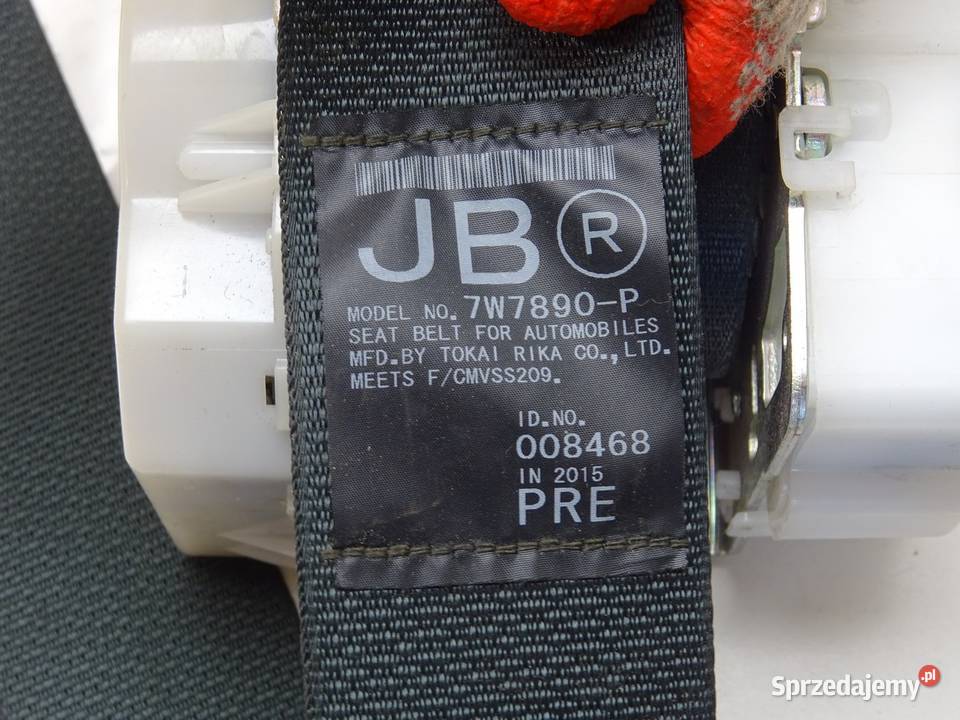 JB R
MODEL NO. 7W7890-P
SEAT BELT FOR AUTOMOBILES
MFD.BY TOKAI RIKA CO., LTD.
MEETS F/CMVSS209.
ID.NO.
008468
IN 2015
PRE
Sprzedajemy.pl